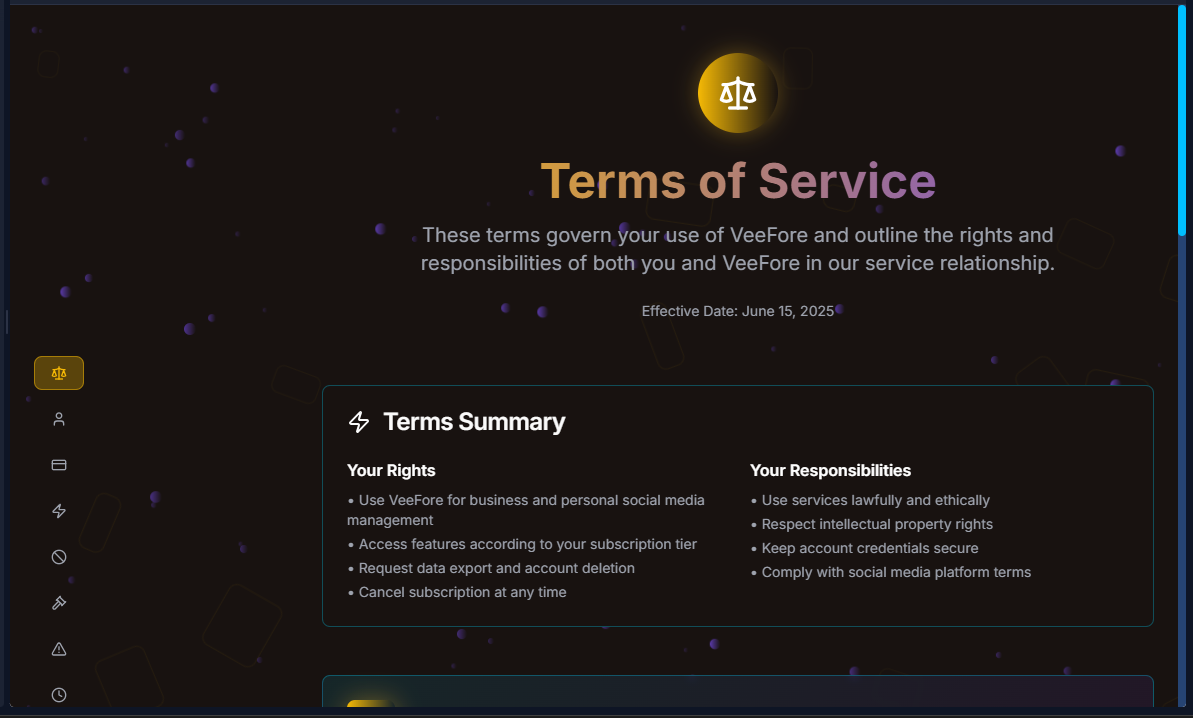 Terms of Service
These terms govern your use of VeeFore and outline the rights and
responsibilities of both you and VeeFore in our service relationship.
Effective Date: June 15, 2025
Terms Summary
Your Rights
• Use VeeFore for business and personal social media
management
• Access features according to your subscription tier
• Request data export and account deletion
• Cancel subscription at any time
Your Responsibilities
• Use services lawfully and ethically
• Respect intellectual property rights
• Keep account credentials secure
• Comply with social media platform terms